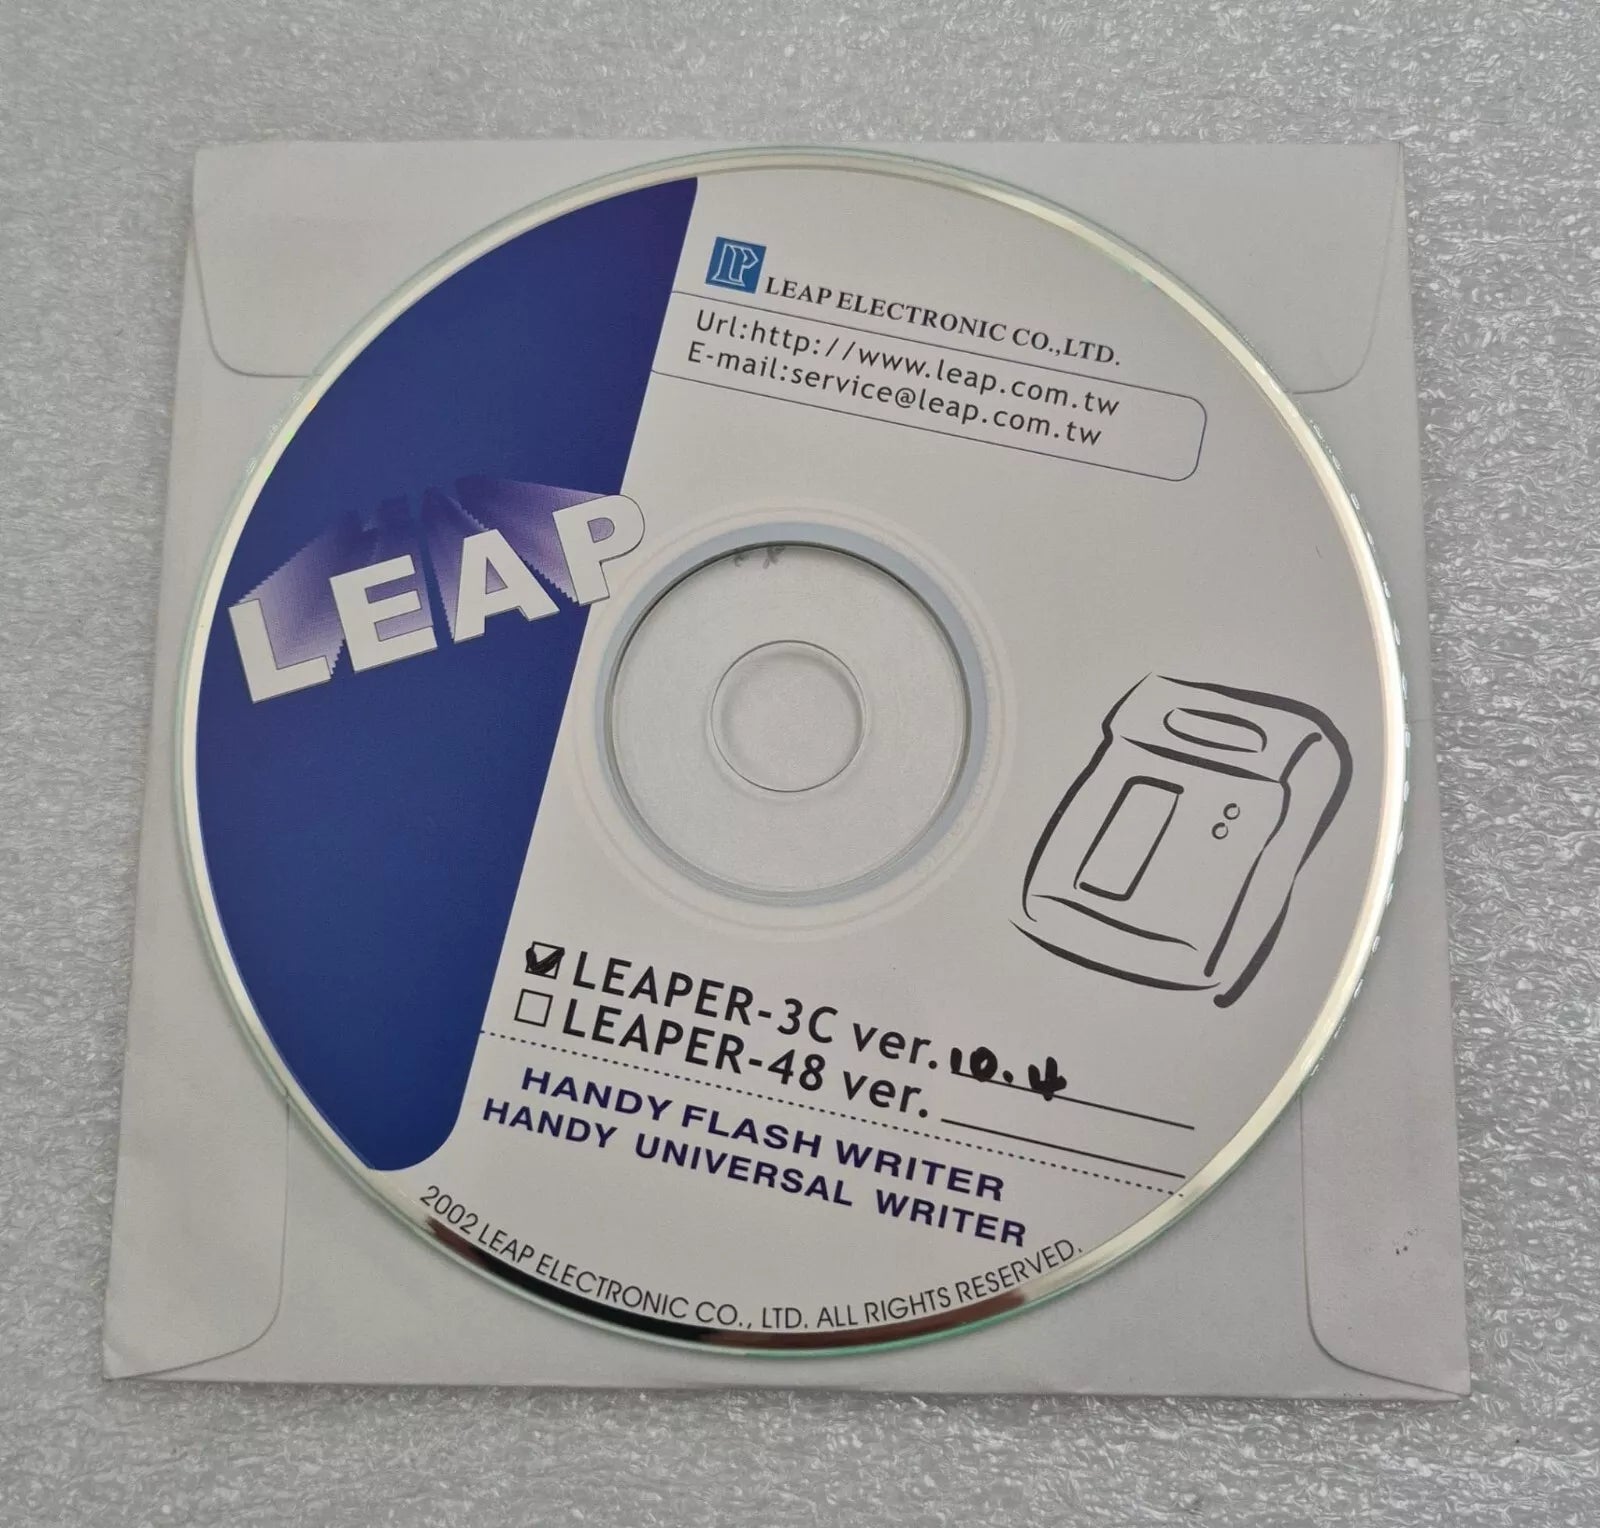 LP LEAP ELECTRONIC CO.,LTD.
Url:http://www.leap.com.tw
E-mail:service@leap.com.tw
LEAP
LEAPER-3C ver. 10.4
LEAPER-48 ver.
HANDY FLASH WRITER
HANDY UNIVERSAL WRITER
2002 LEAP ELECTRONIC CO., LTD. ALL RIGHTS RESERVED.